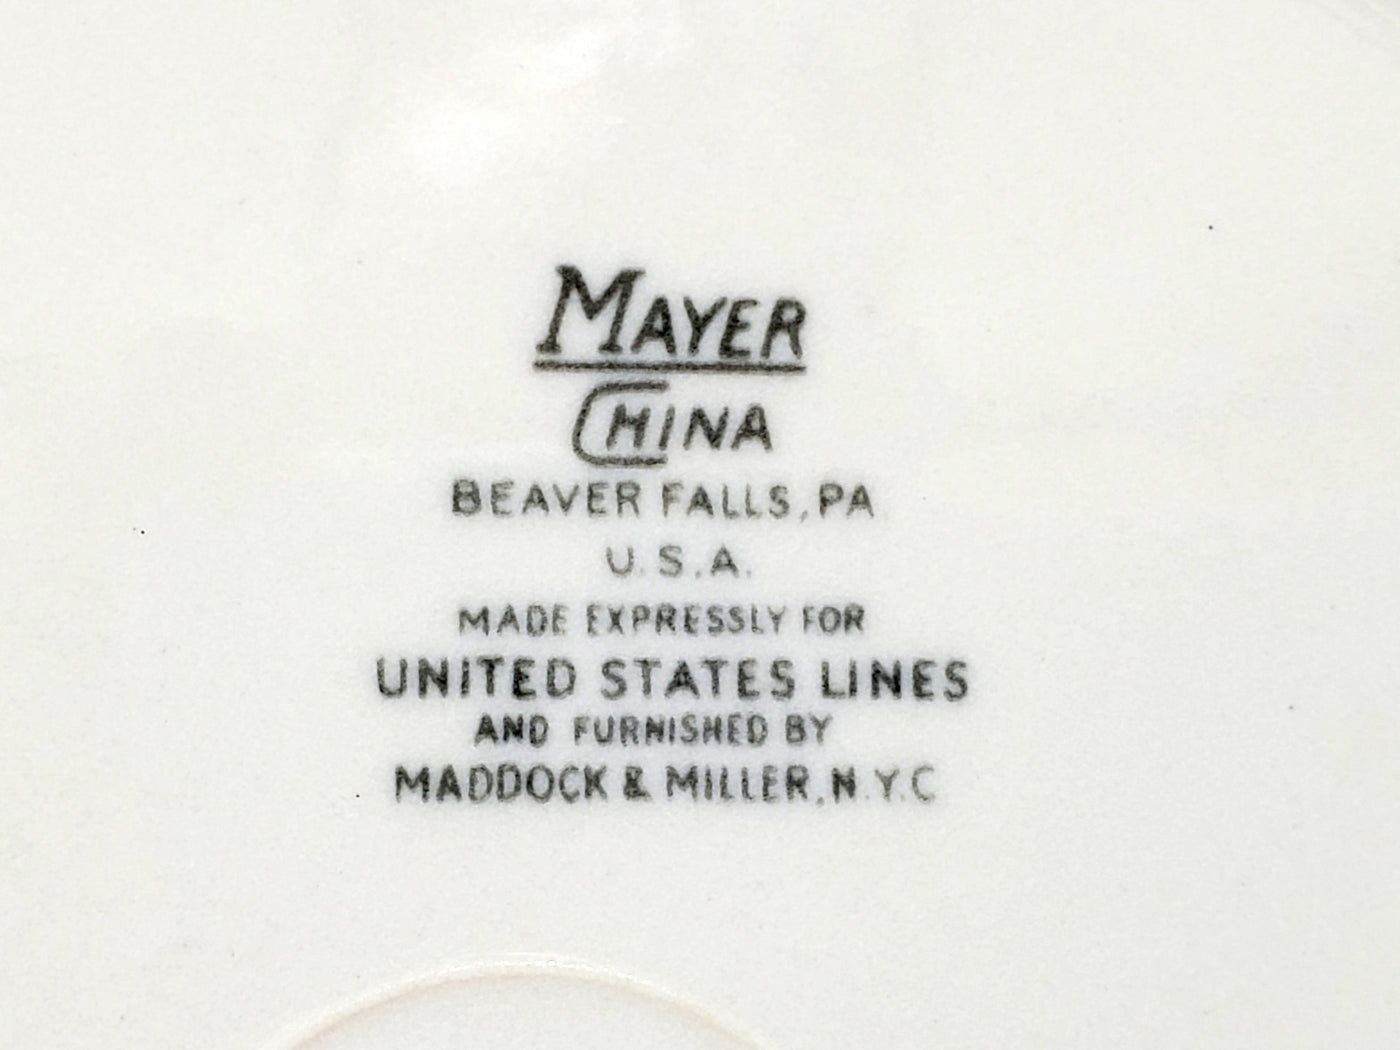 MAYER
CHINA
BEAVER FALLS, PA
U.S.A.
MADE EXPRESSLY FOR
UNITED STATES LINES
AND FURNISHED BY
MADDOCK & MILLER, N.Y.C